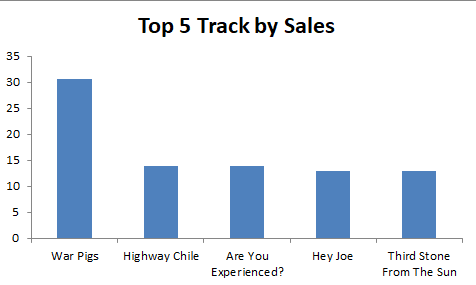 Top 5 Track by Sales
35
30
25
20
15
10
5
0
War Pigs
Highway Chile
Are You
Experienced?
Hey Joe
Third Stone
From The Sun